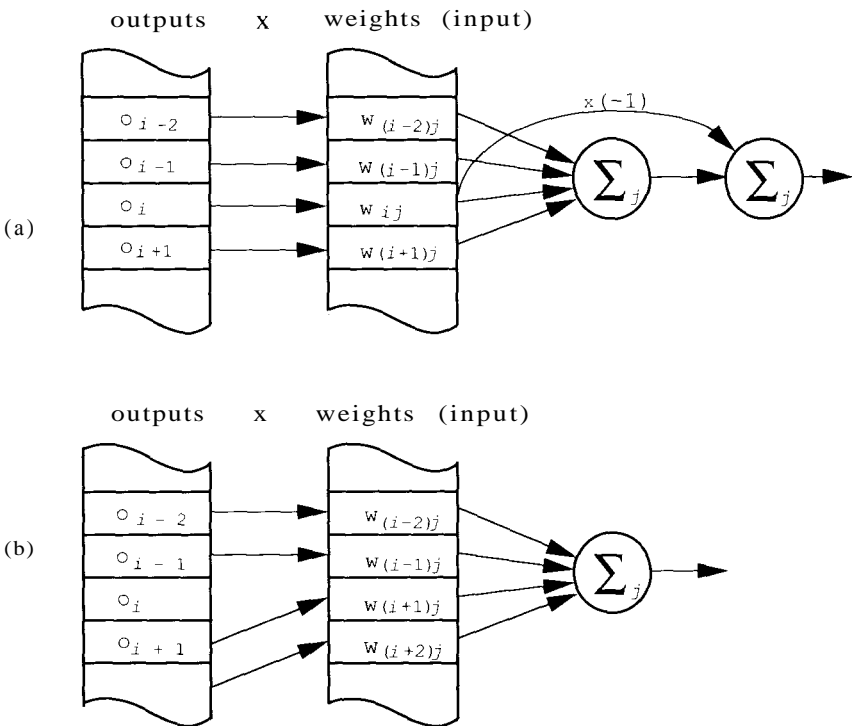 outputs x weights (input)
x(-1)
o i-2 w (i-2)j
o i-1 w (i-1)j
∑ j ∑ j
o i w ij
(a)
o i+1 w (i+1)j
outputs x weights (input)
o i - 2 w (i-2)j
(b)
o i - 1 w (i-1)j
∑ j
o i w (i+1)j
o i + 1 w (i+2)j